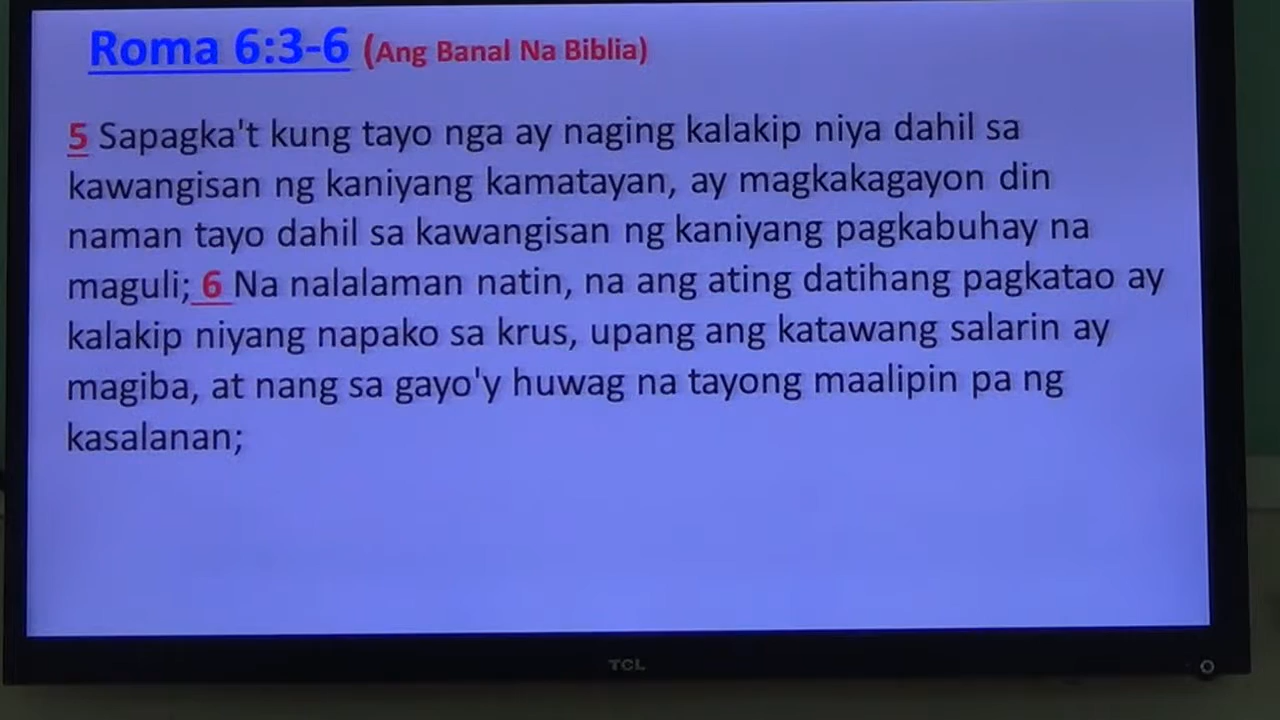 Roma 6:3-6 (Ang Banal Na Biblia)
5 Sapagka't kung tayo nga ay naging kalakip niya dahil sa
kawangisan ng kaniyang kamatayan, ay magkakagayon din
naman tayo dahil sa kawangisan ng kaniyang pagkabuhay na
maguli; 6 Na nalalaman natin, na ang ating datihang pagkatao ay
kalakip niyang napako sa krus, upang ang katawang salarin ay
magiba, at nang sa gayo'y huwag na tayong maalipin pa ng
kasalanan;
TCL